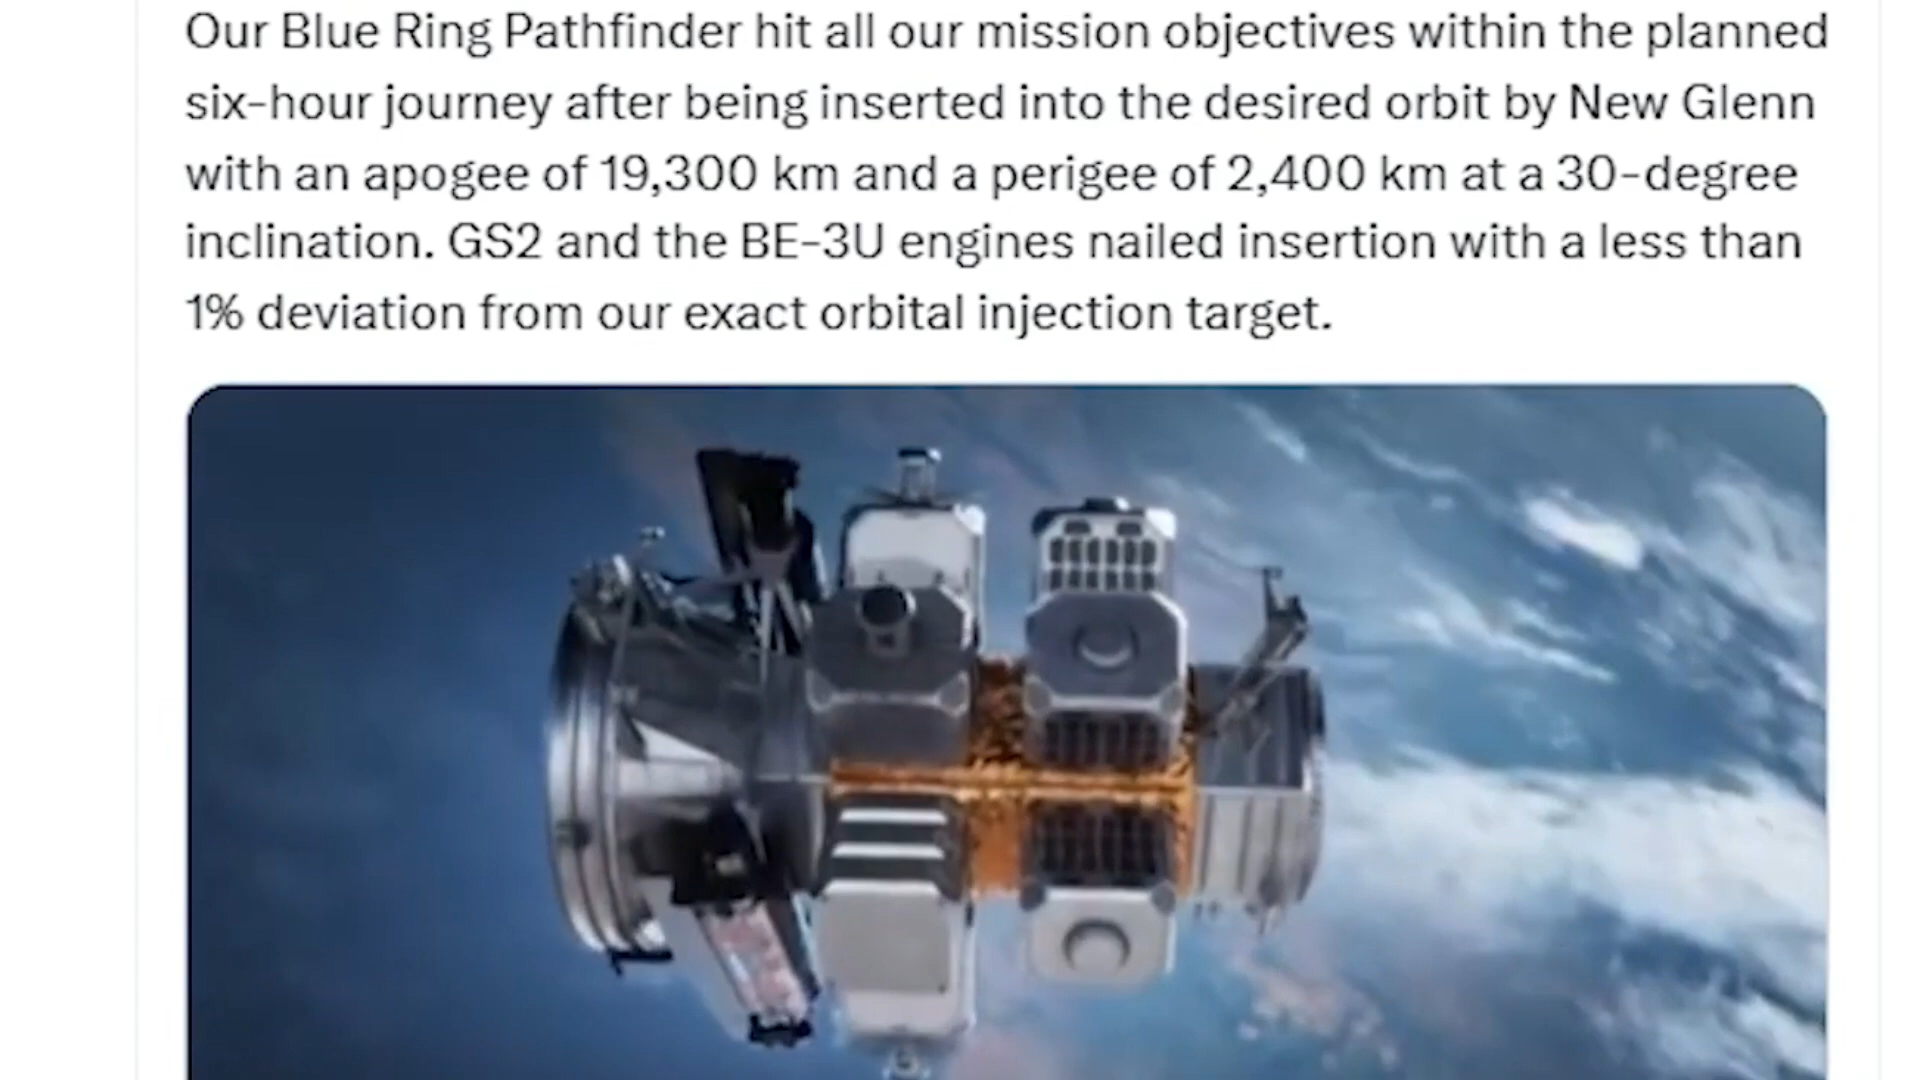 Our Blue Ring Pathfinder hit all our mission objectives within the planned
six-hour journey after being inserted into the desired orbit by New Glenn
with an apogee of 19,300 km and a perigee of 2,400 km at a 30-degree
inclination. GS2 and the BE-3U engines nailed insertion with a less than
1% deviation from our exact orbital injection target.